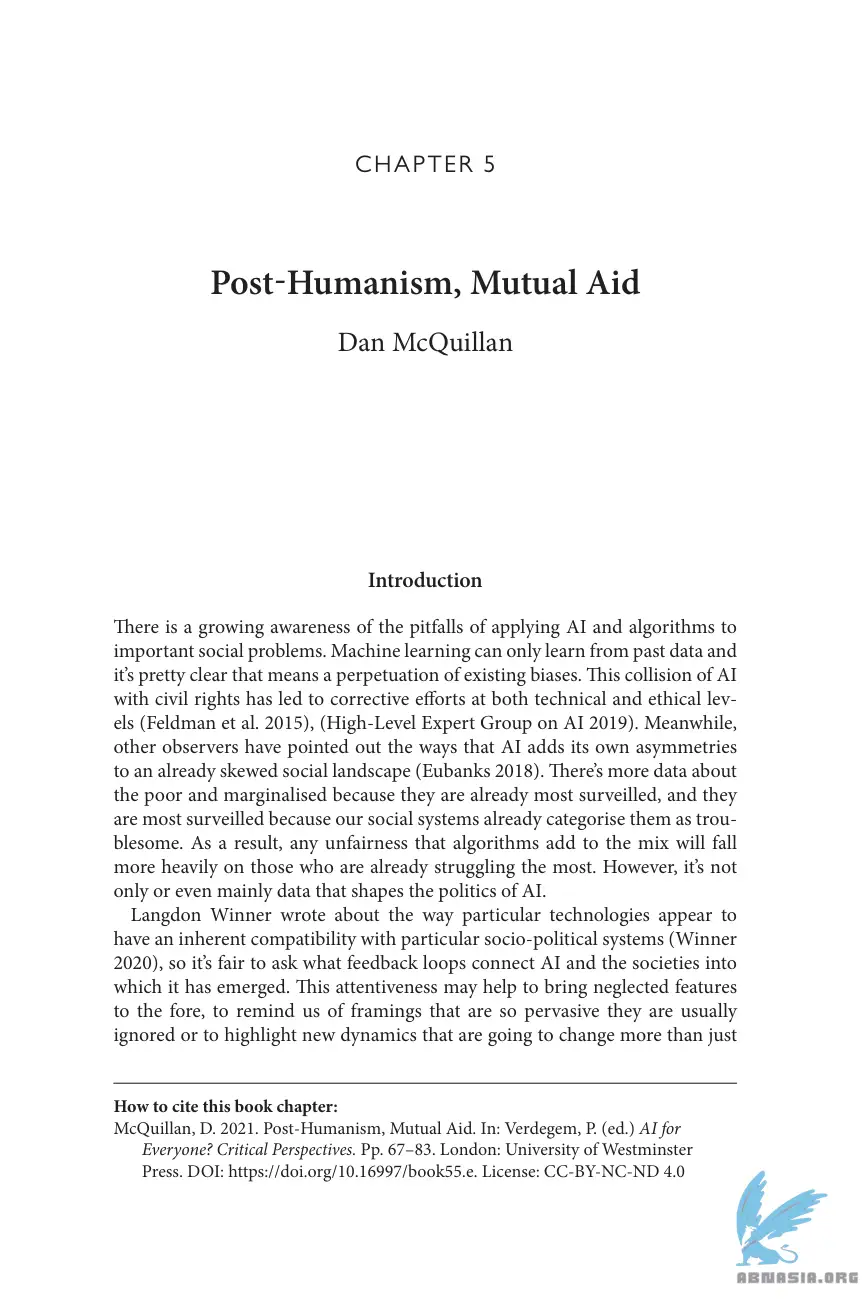 CHAPTER 5
Post-Humanism, Mutual Aid
Dan McQuillan
Introduction
There is a growing awareness of the pitfalls of applying AI and algorithms to
important social problems. Machine learning can only learn from past data and
it’s pretty clear that means a perpetuation of existing biases. This collision of AI
with civil rights has led to corrective efforts at both technical and ethical lev-
els (Feldman et al. 2015), (High-Level Expert Group on AI 2019). Meanwhile,
other observers have pointed out the ways that AI adds its own asymmetries
to an already skewed social landscape (Eubanks 2018). There’s more data about
the poor and marginalised because they are already most surveilled, and they
are most surveilled because our social systems already categorise them as trou-
blesome. As a result, any unfairness that algorithms add to the mix will fall
more heavily on those who are already struggling the most. However, it’s not
only or even mainly data that shapes the politics of AI.
Langdon Winner wrote about the way particular technologies appear to
have an inherent compatibility with particular socio-political systems (Winner
2020), so it’s fair to ask what feedback loops connect AI and the societies into
which it has emerged. This attentiveness may help to bring neglected features
to the fore, to remind us of framings that are so pervasive they are usually
ignored or to highlight new dynamics that are going to change more than just
How to cite this book chapter:
McQuillan, D. 2021. Post-Humanism, Mutual Aid. In: Verdegem, P. (ed.) AI for
Everyone? Critical Perspectives. Pp. 67–83. London: University of Westminster
Press. DOI: https://doi.org/10.16997/book55.e. License: CC-BY-NC-ND 4.0
ABNASIA.ORG